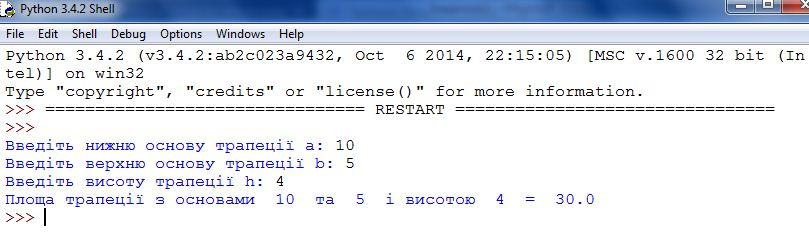 Python 3.4.2 Shell
File Edit Shell Debug Options Windows Help
Python 3.4.2 (v3.4.2:ab2c023a9432, Oct  6 2014, 22:15:05) [MSC v.1600 32 bit (In
tel)] on win32
Type "copyright", "credits" or "license()" for more information.
>>> ================================ RESTART ================================
>>>
Введіть нижню основу трапеції a: 10
Введіть верхню основу трапеції b: 5
Введіть висоту трапеції h: 4
Площа трапеції з основами  10  та  5  і висотою  4  =  30.0
>>>